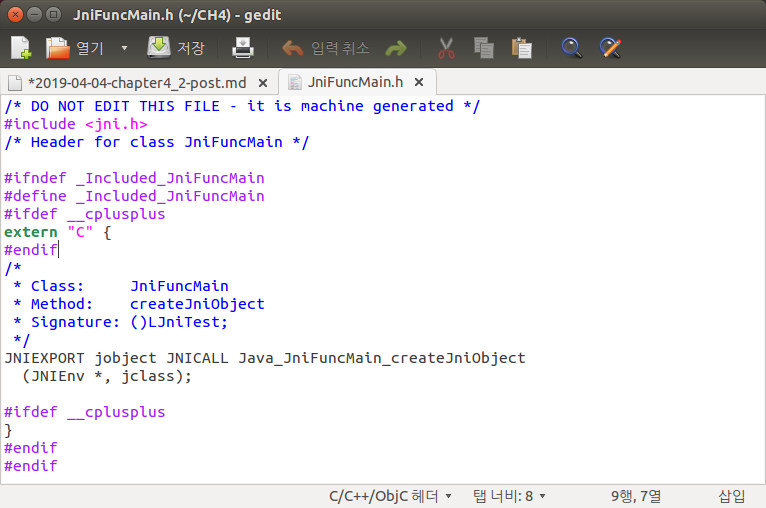 JniFuncMain.h (~/CH4) - gedit
열기 저장 입력 취소
*2019-04-04-chapter4_2-post.md JniFuncMain.h
/* DO NOT EDIT THIS FILE - it is machine generated */
#include <jni.h>
/* Header for class JniFuncMain */

#ifndef _Included_JniFuncMain
#define _Included_JniFuncMain
#ifdef __cplusplus
extern "C" {
#endif
/*
 * Class:     JniFuncMain
 * Method:    createJniObject
 * Signature: ()LJniTest;
 */
JNIEXPORT jobject JNICALL Java_JniFuncMain_createJniObject
  (JNIEnv *, jclass);

#ifdef __cplusplus
}
#endif
#endif
C/C++/ObjC 헤더 탭 너비: 8 9행, 7열 삽입